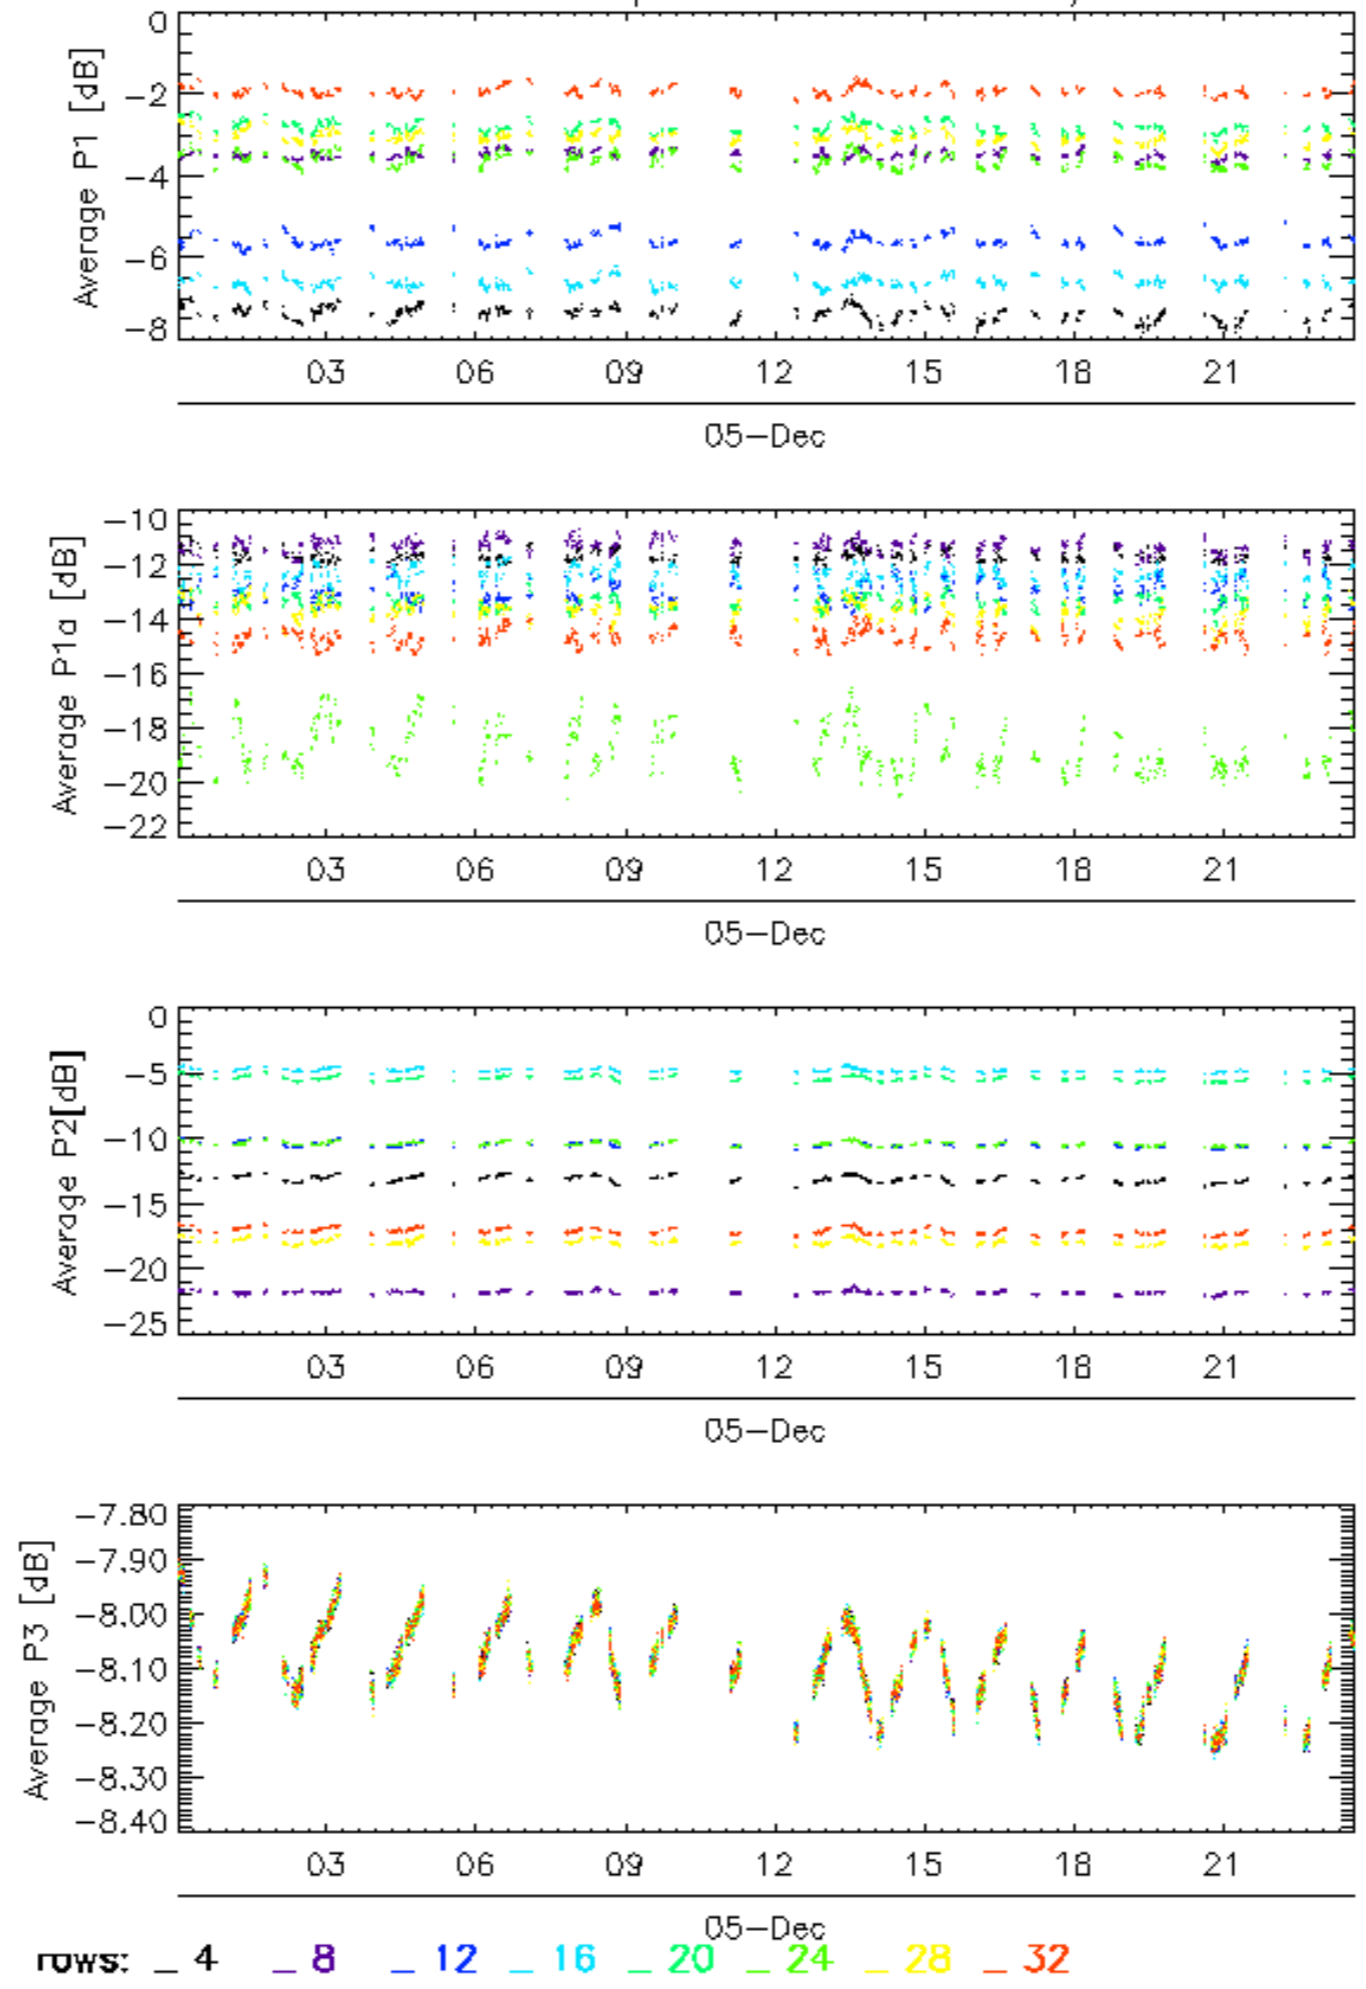 Average P1 [dB]
0
-2
-4
-6
-8
03 06 09 12 15 18 21
05-Dec
Average P1a [dB]
-10
-12
-14
-16
-18
-20
-22
03 06 09 12 15 18 21
05-Dec
Average P2[dB]
0
-5
-10
-15
-20
-25
03 06 09 12 15 18 21
05-Dec
Average P3 [dB]
-7.80
-7.90
-8.00
-8.10
-8.20
-8.30
-8.40
03 06 09 12 15 18 21
05-Dec
rows: _ 4 _ 8 _ 12 _ 16 _ 20 _ 24 _ 28 _ 32